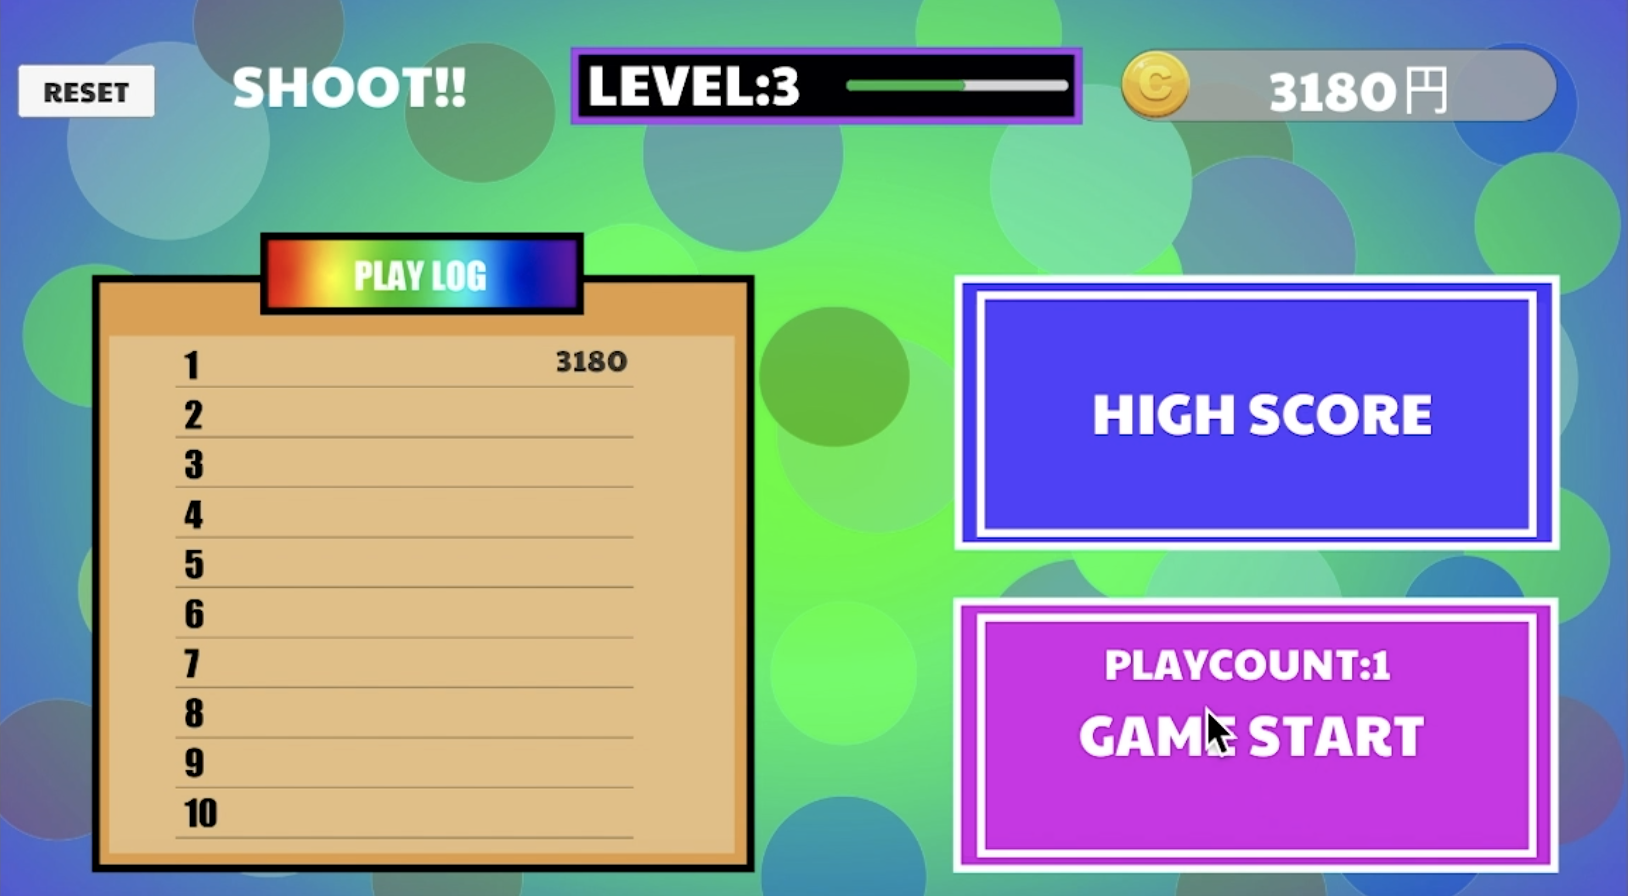 RESET
SHOOT!!
LEVEL:3
C
3180円
PLAY LOG
1 3180
2
3
4
5
6
7
8
9
10
HIGH SCORE
PLAYCOUNT:1
GAME START